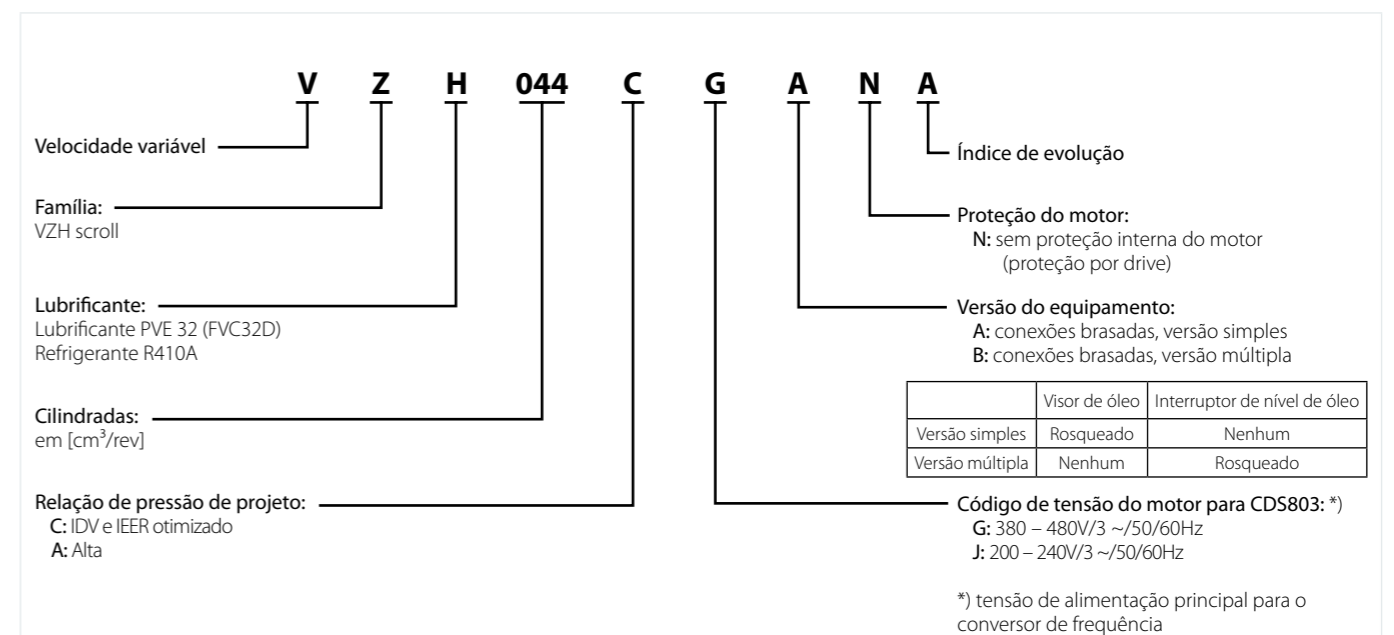 V Z H 044 C G A N A
Velocidade variável
Família:
VZH scroll
Lubrificante:
Lubrificante PVE 32 (FVC32D)
Refrigerante R410A
Cilindradas:
em [cm³/rev]
Relação de pressão de projeto:
C: IDV e IEER otimizado
A: Alta
Índice de evolução
Proteção do motor:
N: sem proteção interna do motor
(proteção por drive)
Versão do equipamento:
A: conexões brasadas, versão simples
B: conexões brasadas, versão múltipla
Visor de óleo Interruptor de nível de óleo
Versão simples Rosqueado Nenhum
Versão múltipla Nenhum Rosqueado
Código de tensão do motor para CDS803: *)
G: 380 – 480V/3 ~/50/60Hz
J: 200 – 240V/3 ~/50/60Hz
*) tensão de alimentação principal para o
conversor de frequência